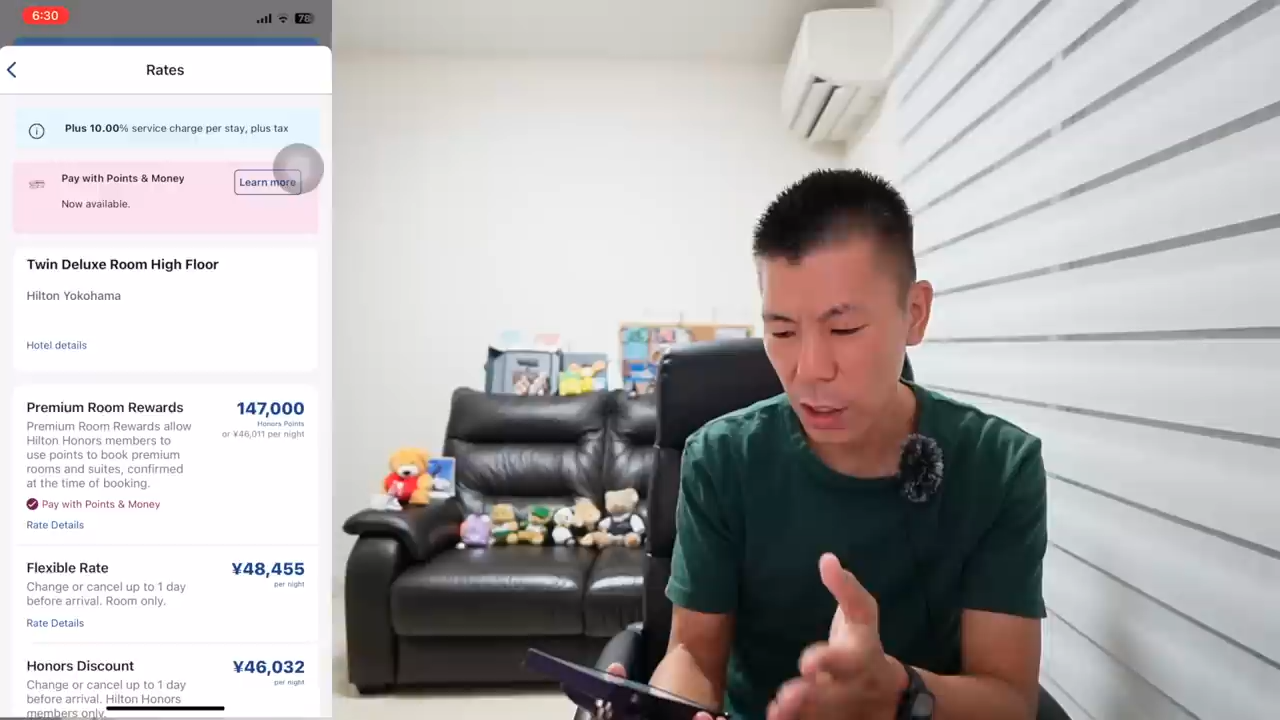 6:30
78
Rates
Plus 10.00% service charge per stay, plus tax
Pay with Points & Money
Learn more
Now available.
Twin Deluxe Room High Floor
Hilton Yokohama
Hotel details
Premium Room Rewards
147,000
Premium Room Rewards allow
Honors Points
Hilton Honors members to
or ¥46,011 per night
use points to book premium
rooms and suites, confirmed
at the time of booking.
Pay with Points & Money
Rate Details
Flexible Rate
¥48,455
Change or cancel up to 1 day
per night
before arrival. Room only.
Rate Details
Honors Discount
¥46,032
Change or cancel up to 1 day
per night
before arrival. Hilton Honors
members only.